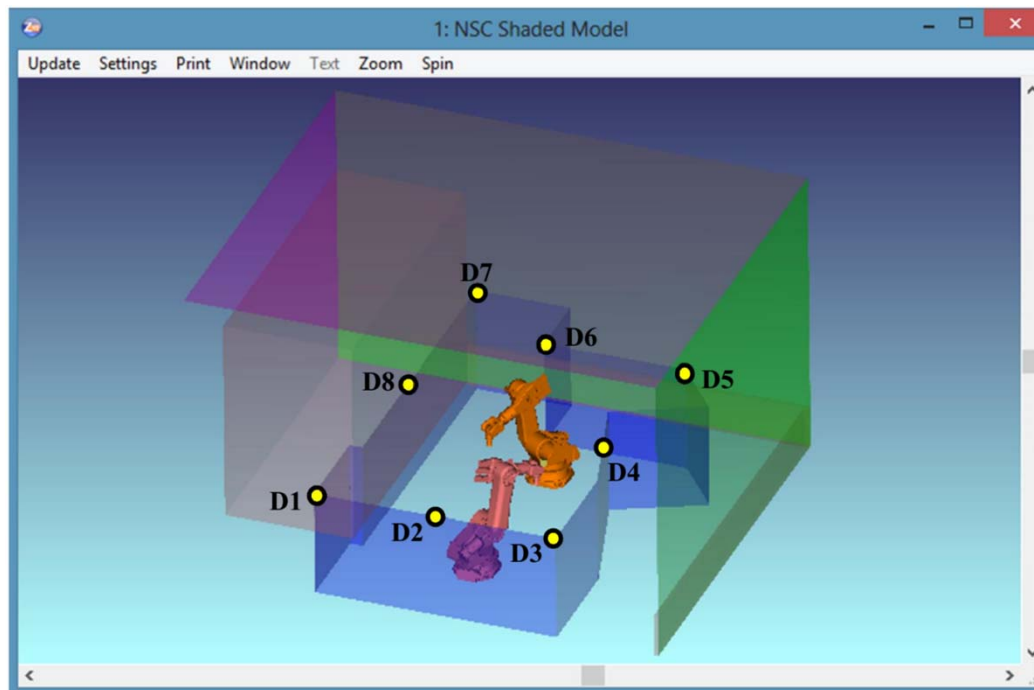 1: NSC Shaded Model
Update Settings Print Window Text Zoom Spin
D7
D6
D5
D8
D4
D1
D2
D3